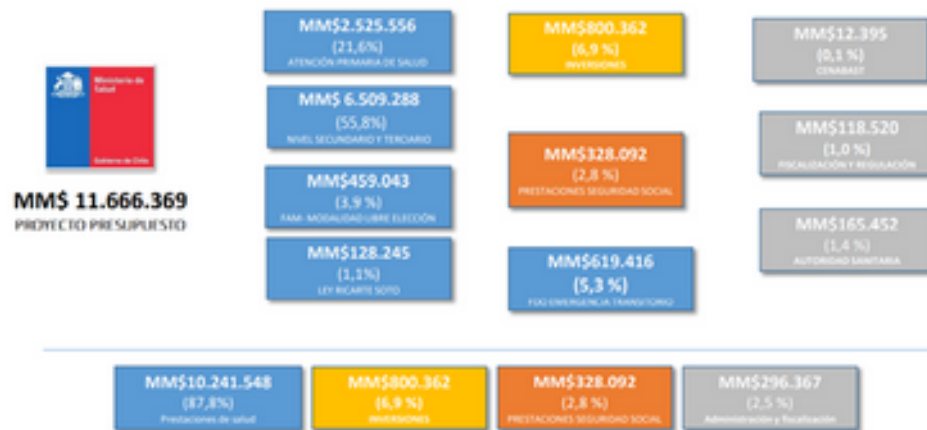 Ministerio de
Salud
Gobierno de Chile
MM$ 11.666.369
PROYECTO PRESUPUESTO
MM$2.525.556
(21,6%)
ATENCIÓN PRIMARIA DE SALUD
MM$ 6.509.288
(55,8%)
NIVEL SECUNDARIO Y TERCIARIO
MM$459.043
(3,9 %)
FAM- MODALIDAD LIBRE ELECCIÓN
MM$128.245
(1,1%)
LEY RICARTE SOTO
MM$800.362
(6,9 %)
INVERSIONES
MM$328.092
(2,8 %)
PRESTACIONES SEGURIDAD SOCIAL
MM$619.416
(5,3 %)
FDO EMERGENCIA TRANSITORIO
MM$12.395
(0,1 %)
CENABAST
MM$118.520
(1,0 %)
FISCALIZACIÓN Y REGULACIÓN
MM$165.452
(1,4 %)
AUTORIDAD SANITARIA
MM$10.241.548
(87,8%)
Prestaciones de salud
MM$800.362
(6,9 %)
INVERSIONES
MM$328.092
(2,8 %)
PRESTACIONES SEGURIDAD SOCIAL
MM$296.367
(2,5 %)
Administración y fiscalización